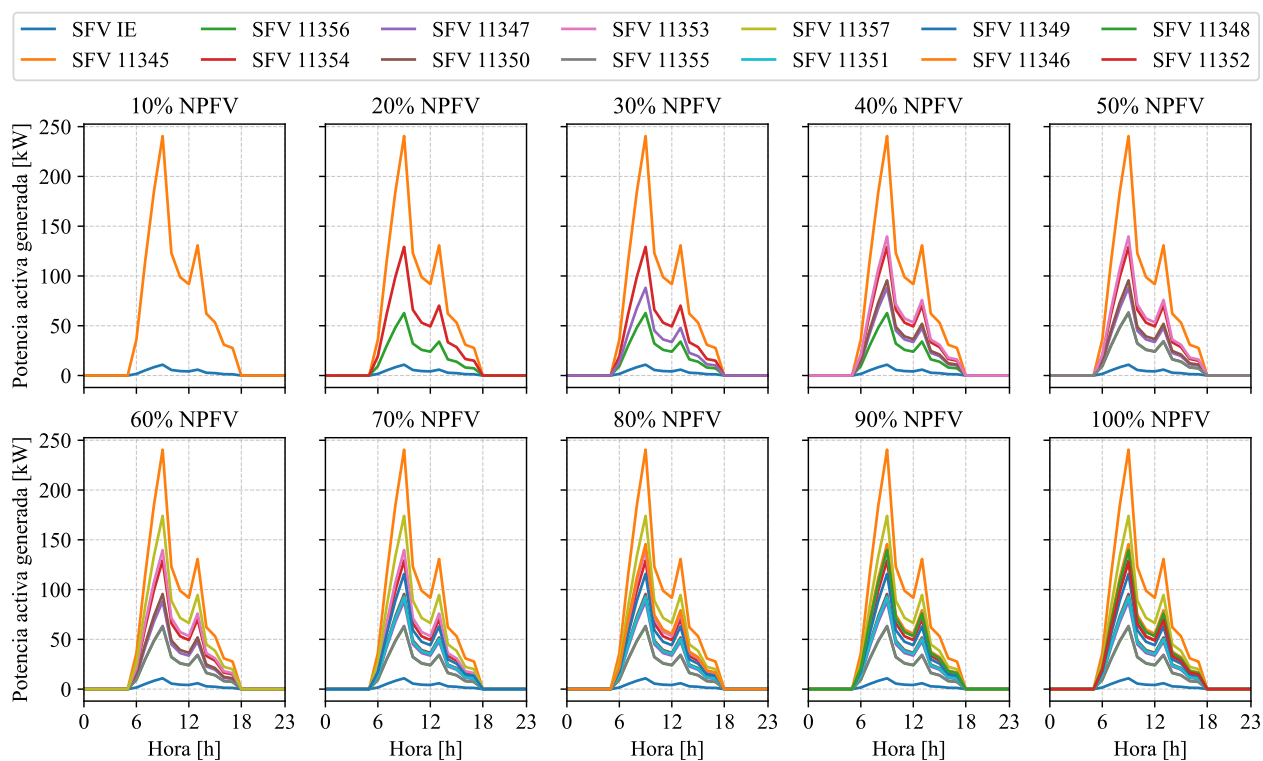 SFV IE SFV 11356 SFV 11347 SFV 11353 SFV 11357 SFV 11349 SFV 11348
SFV 11345 SFV 11354 SFV 11350 SFV 11355 SFV 11351 SFV 11346 SFV 11352
10% NPFV 20% NPFV 30% NPFV 40% NPFV 50% NPFV
Potencia activa generada [kW]
250
200
150
100
50
0
60% NPFV 70% NPFV 80% NPFV 90% NPFV 100% NPFV
Potencia activa generada [kW]
250
200
150
100
50
0
0 6 12 18 23 0 6 12 18 23 0 6 12 18 23 0 6 12 18 23 0 6 12 18 23
Hora [h] Hora [h] Hora [h] Hora [h] Hora [h]